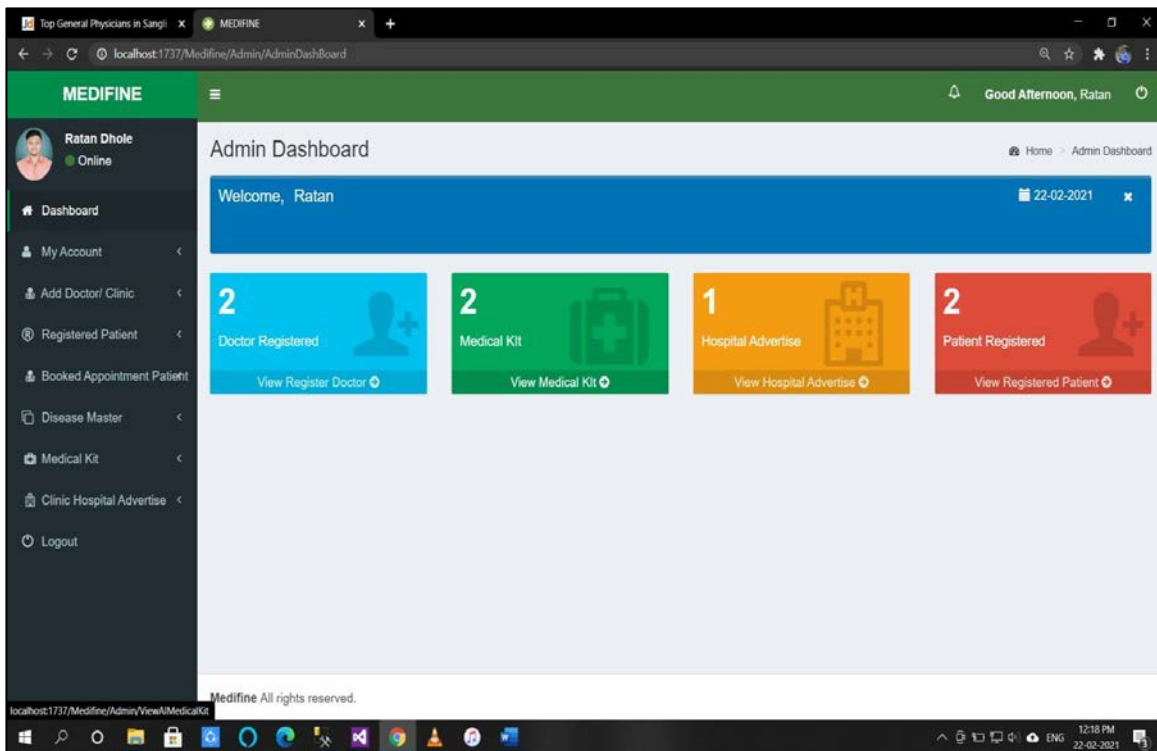 Top General Physicians in Sangli
MEDIFINE
localhost:1737/Medifine/Admin/AdminDashBoard
MEDIFINE
Good Afternoon, Ratan
Ratan Dhole
Online
Admin Dashboard
Home > Admin Dashboard
Welcome, Ratan
22-02-2021
Dashboard
My Account
Add Doctor/ Clinic
Registered Patient
Booked Appointment Patient
Disease Master
Medical Kit
Clinic Hospital Advertise
Logout
2
Doctor Registered
View Register Doctor
2
Medical KIt
View Medical KIt
1
Hospital Advertise
View Hospital Advertise
2
Patient Registered
View Registered Patient
Medifine All rights reserved.
localhost:1737/Medifine/Admin/ViewAlMedicalKit
ENG
12:18 PM
22-02-2021